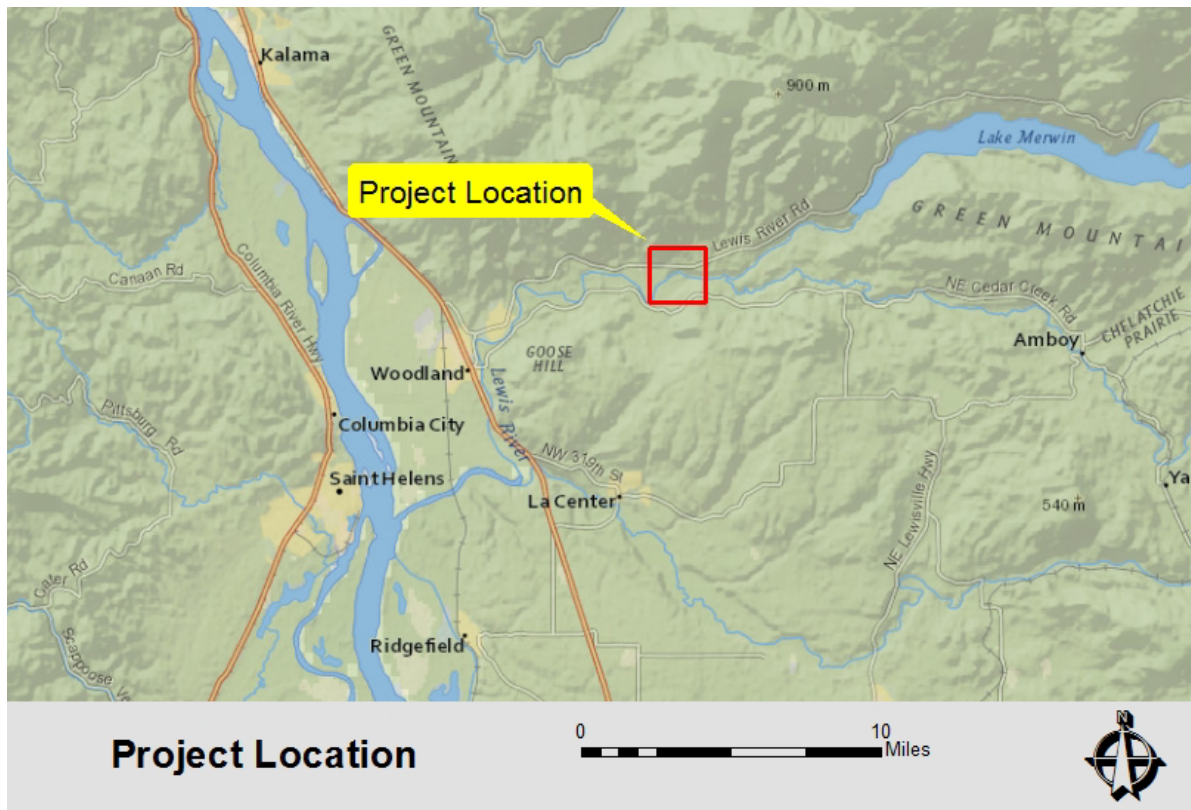 Kalama
GREEN MOUNTAIN
900 m
Lake Merwin
Project Location
GREEN MOUNTAI
Lewis River Rd
Columbia River Hwy
Canaan Rd
NE Cedar Creek Rd
CHELATCHIE
PRAIRIE
Amboy
GOOSE
HILL
Woodland
Lewis River
Columbia City
Pittsburg Rd
NW 319th St
Saint Helens
La Center
NE Lewisville Hwy
Ya
540 m
Cater Rd
Scappoose Ve
Ridgefield
Project Location
0
10
Miles
N